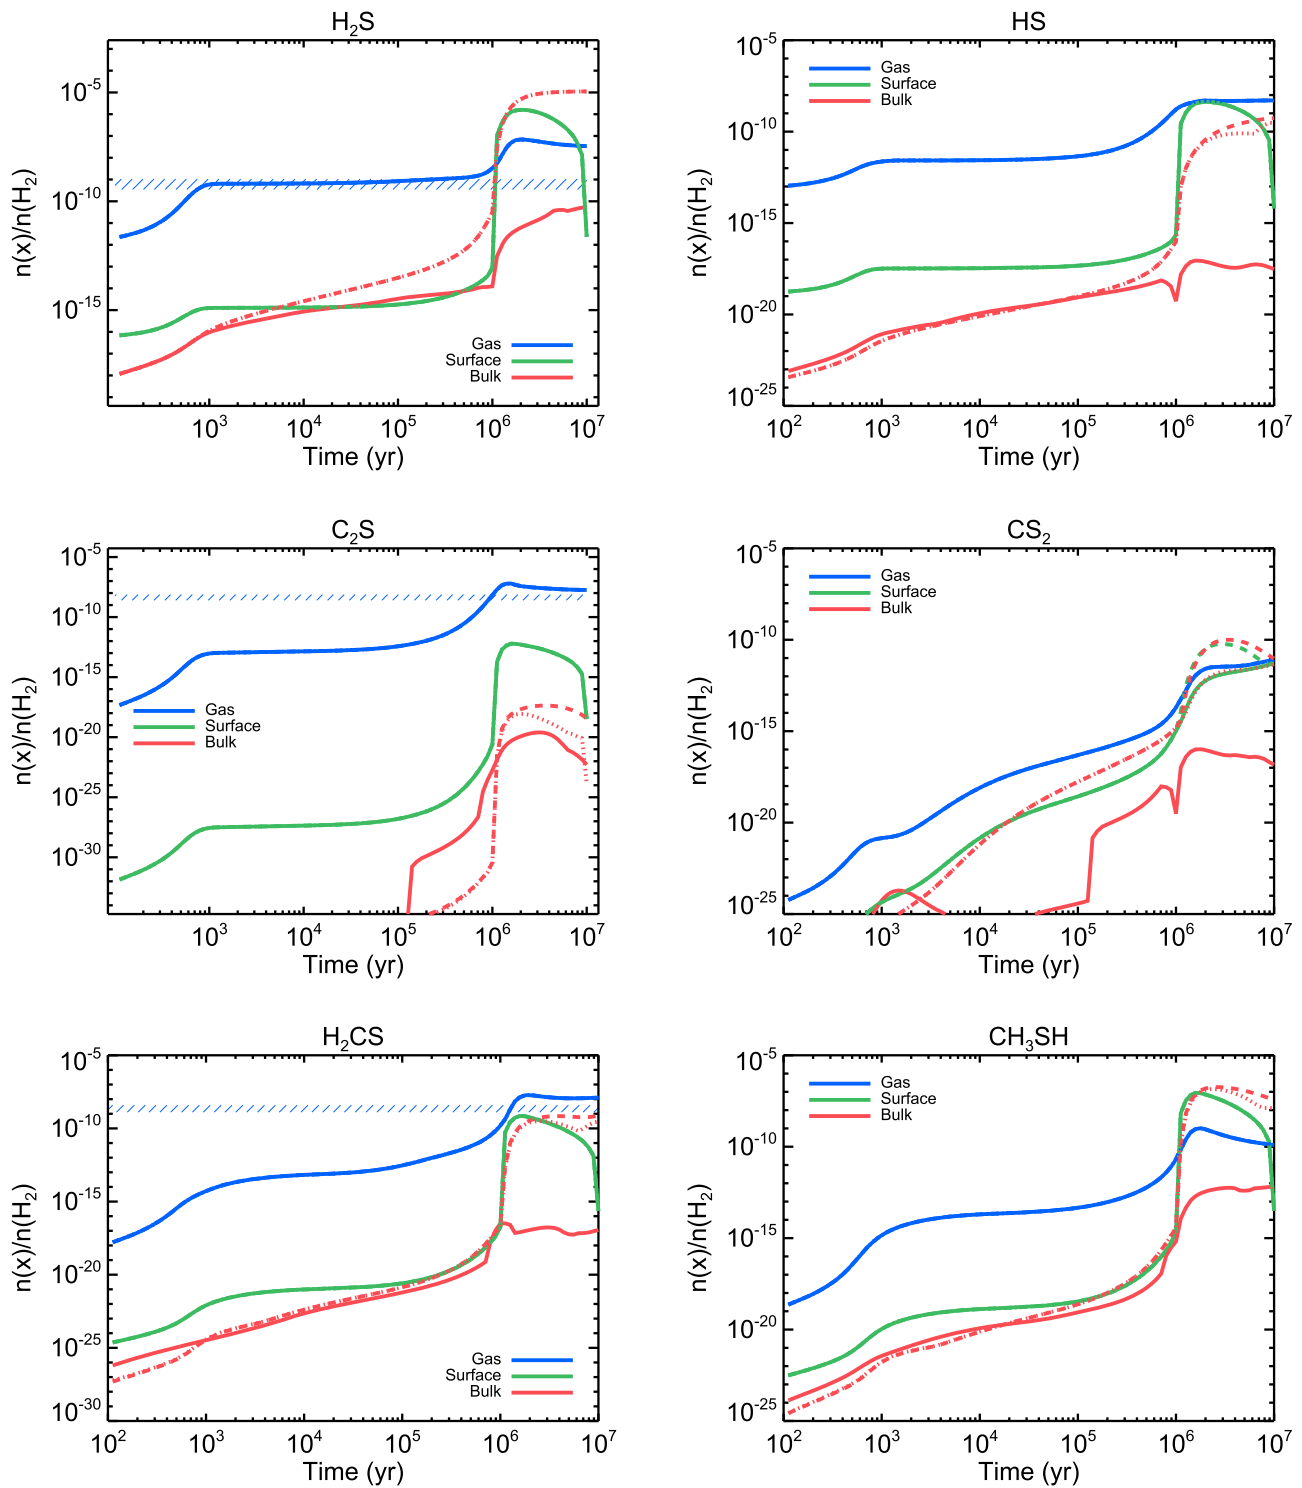 H₂S
n(x)/n(H₂)
10⁻⁵
10⁻¹⁰
10⁻¹⁵
Gas
Surface
Bulk
10³ 10⁴ 10⁵ 10⁶ 10⁷
Time (yr)
HS
n(x)/n(H₂)
10⁻⁵
10⁻¹⁰
10⁻¹⁵
10⁻²⁰
10⁻²⁵
Gas
Surface
Bulk
10² 10³ 10⁴ 10⁵ 10⁶ 10⁷
Time (yr)
C₂S
n(x)/n(H₂)
10⁻⁵
10⁻¹⁰
10⁻¹⁵
10⁻²⁰
10⁻²⁵
10⁻³⁰
Gas
Surface
Bulk
10³ 10⁴ 10⁵ 10⁶ 10⁷
Time (yr)
CS₂
n(x)/n(H₂)
10⁻⁵
10⁻¹⁰
10⁻¹⁵
10⁻²⁰
10⁻²⁵
Gas
Surface
Bulk
10² 10³ 10⁴ 10⁵ 10⁶ 10⁷
Time (yr)
H₂CS
n(x)/n(H₂)
10⁻⁵
10⁻¹⁰
10⁻¹⁵
10⁻²⁰
10⁻²⁵
10⁻³⁰
Gas
Surface
Bulk
10² 10³ 10⁴ 10⁵ 10⁶ 10⁷
Time (yr)
CH₃SH
n(x)/n(H₂)
10⁻⁵
10⁻¹⁰
10⁻¹⁵
10⁻²⁰
10⁻²⁵
Gas
Surface
Bulk
10² 10³ 10⁴ 10⁵ 10⁶ 10⁷
Time (yr)